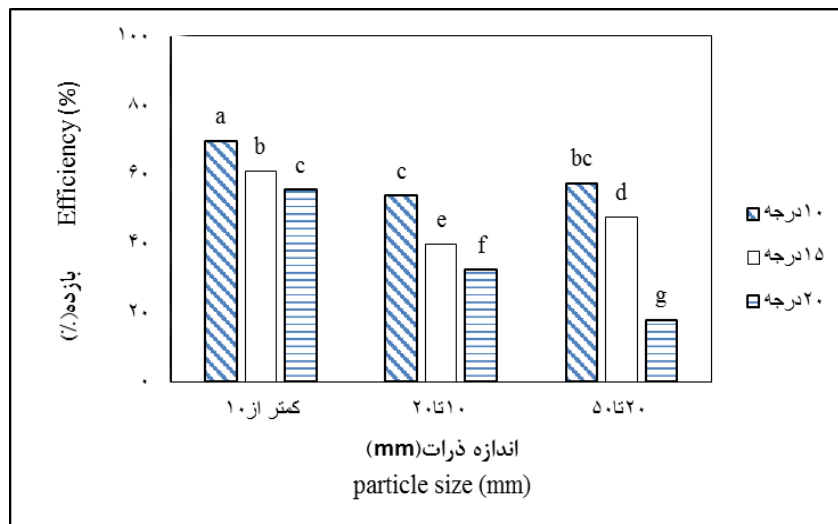 ۱۰۰
۸۰
۶۰
۴۰
۲۰
۰
بازده(٪) Efficiency (%)
a
b
c
c
e
f
bc
d
g
کمتر از۱۰
۱۰تا۲۰
۲۰تا۵۰
اندازه ذرات(mm)
particle size (mm)
۱۰درجه
۱۵درجه
۲۰درجه